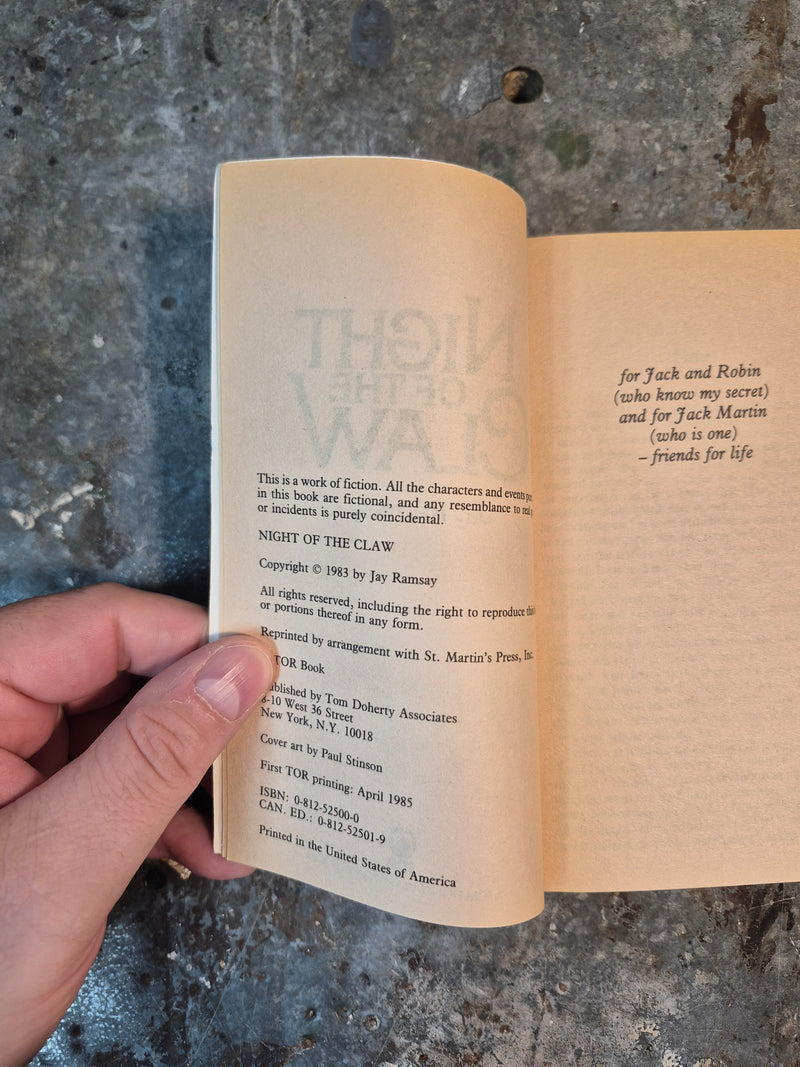 NIGHT
OF THE
CLAW
This is a work of fiction. All the characters and events
in this book are fictional, and any resemblance to real
or incidents is purely coincidental.
NIGHT OF THE CLAW
Copyright © 1983 by Jay Ramsay
All rights reserved, including the right to reproduce this
or portions thereof in any form.
Reprinted by arrangement with St. Martin's Press, Inc.
TOR Book
by Tom Doherty Associates
8-10 West 36 Street
New York, N.Y. 10018
Cover art by Paul Stinson
First TOR printing: April 1985
ISBN: 0-812-52500-0
CAN. ED.: 0-812-52501-9
Printed in the United States of America
for Jack and Robin
(who know my secret)
and for Jack Martin
(who is one)
– friends for life